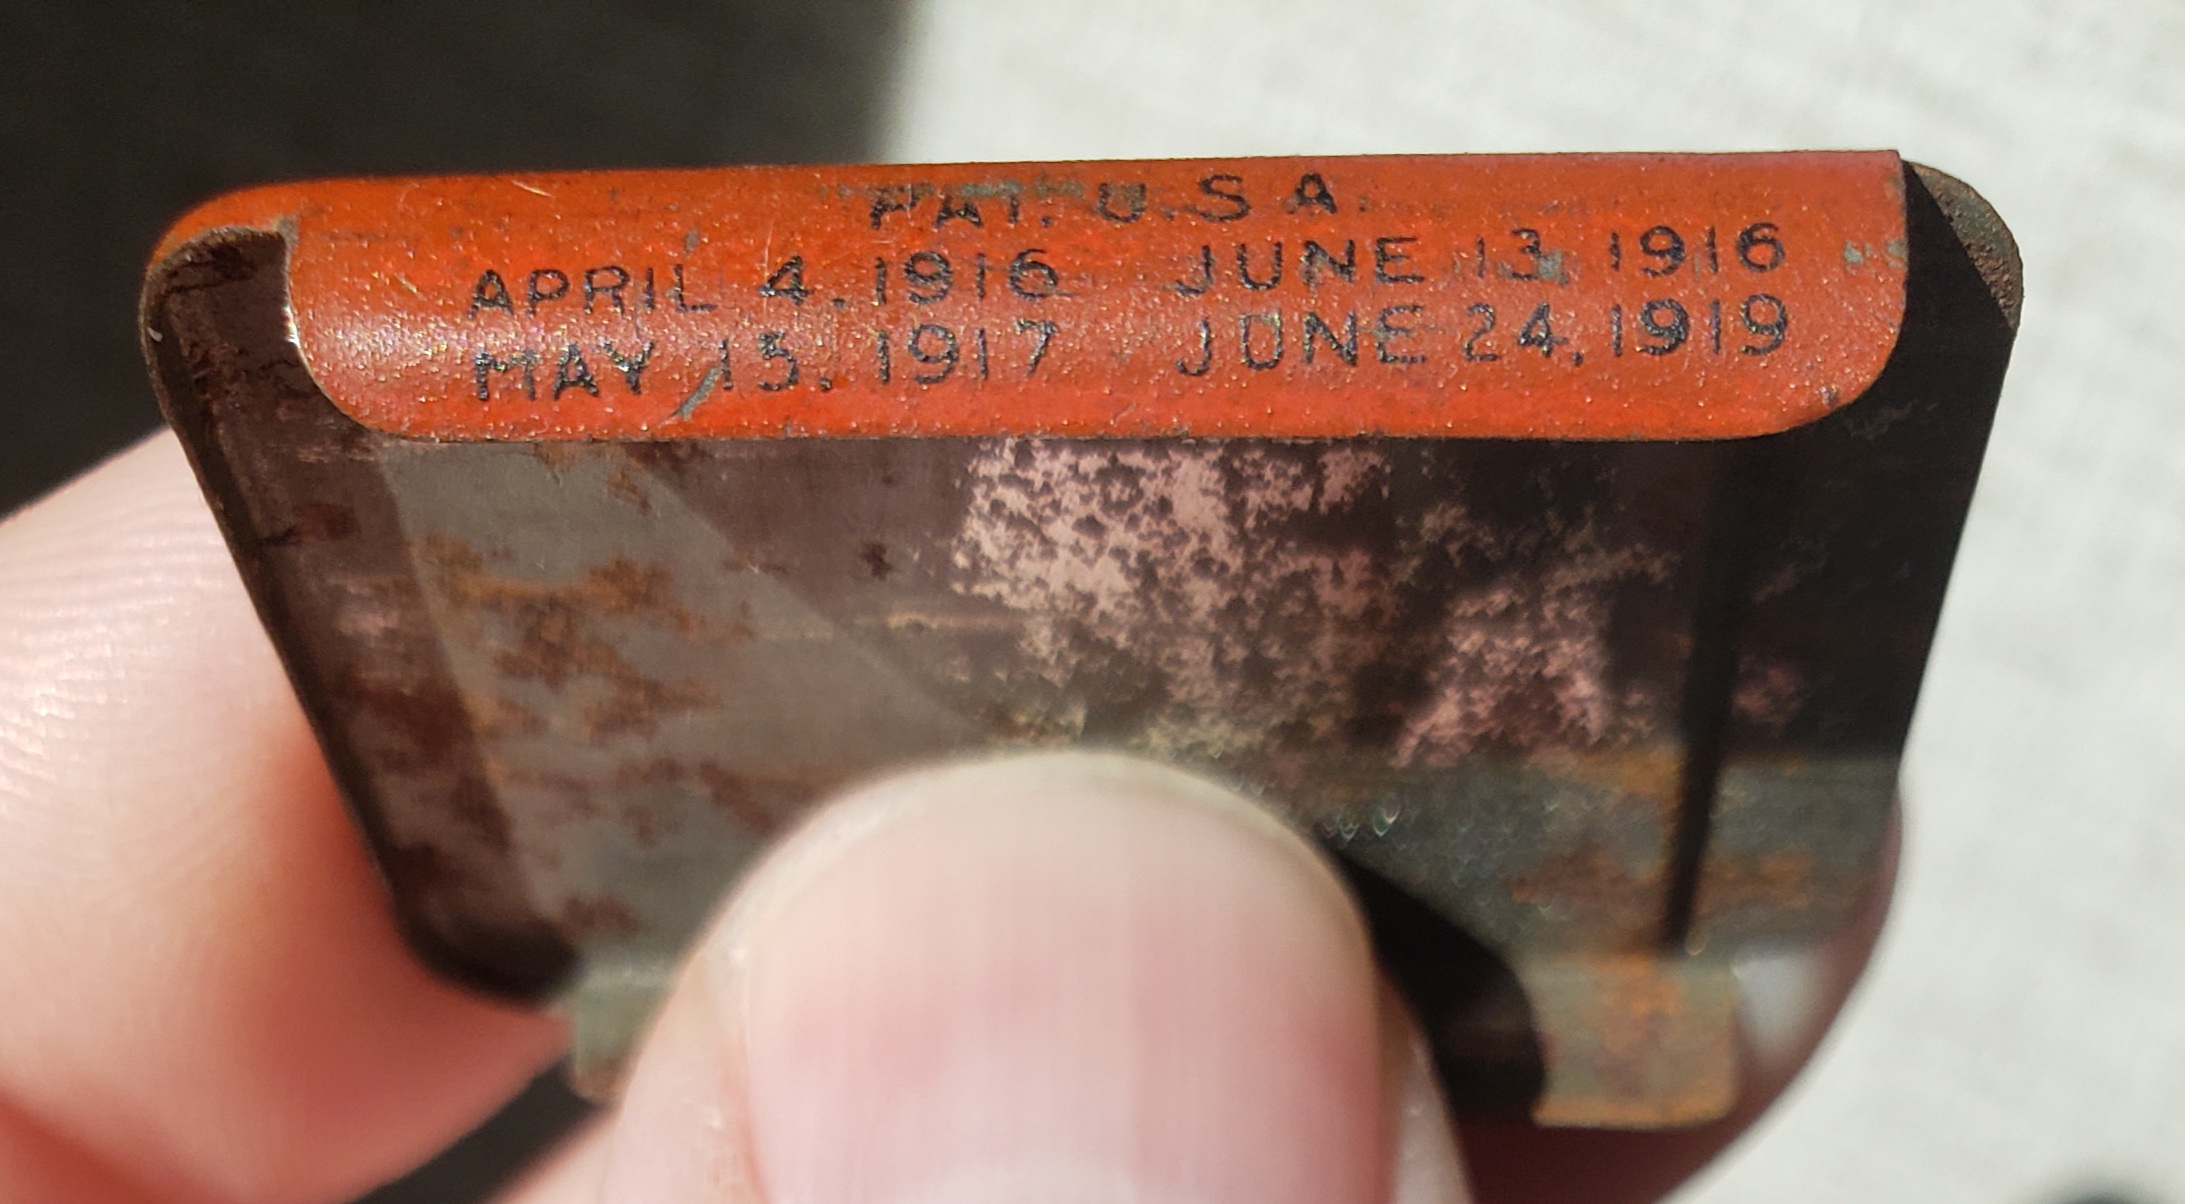 PAT. U.S.A.
APRIL 4, 1916 JUNE 13, 1916
MAY 15, 1917 JUNE 24, 1919